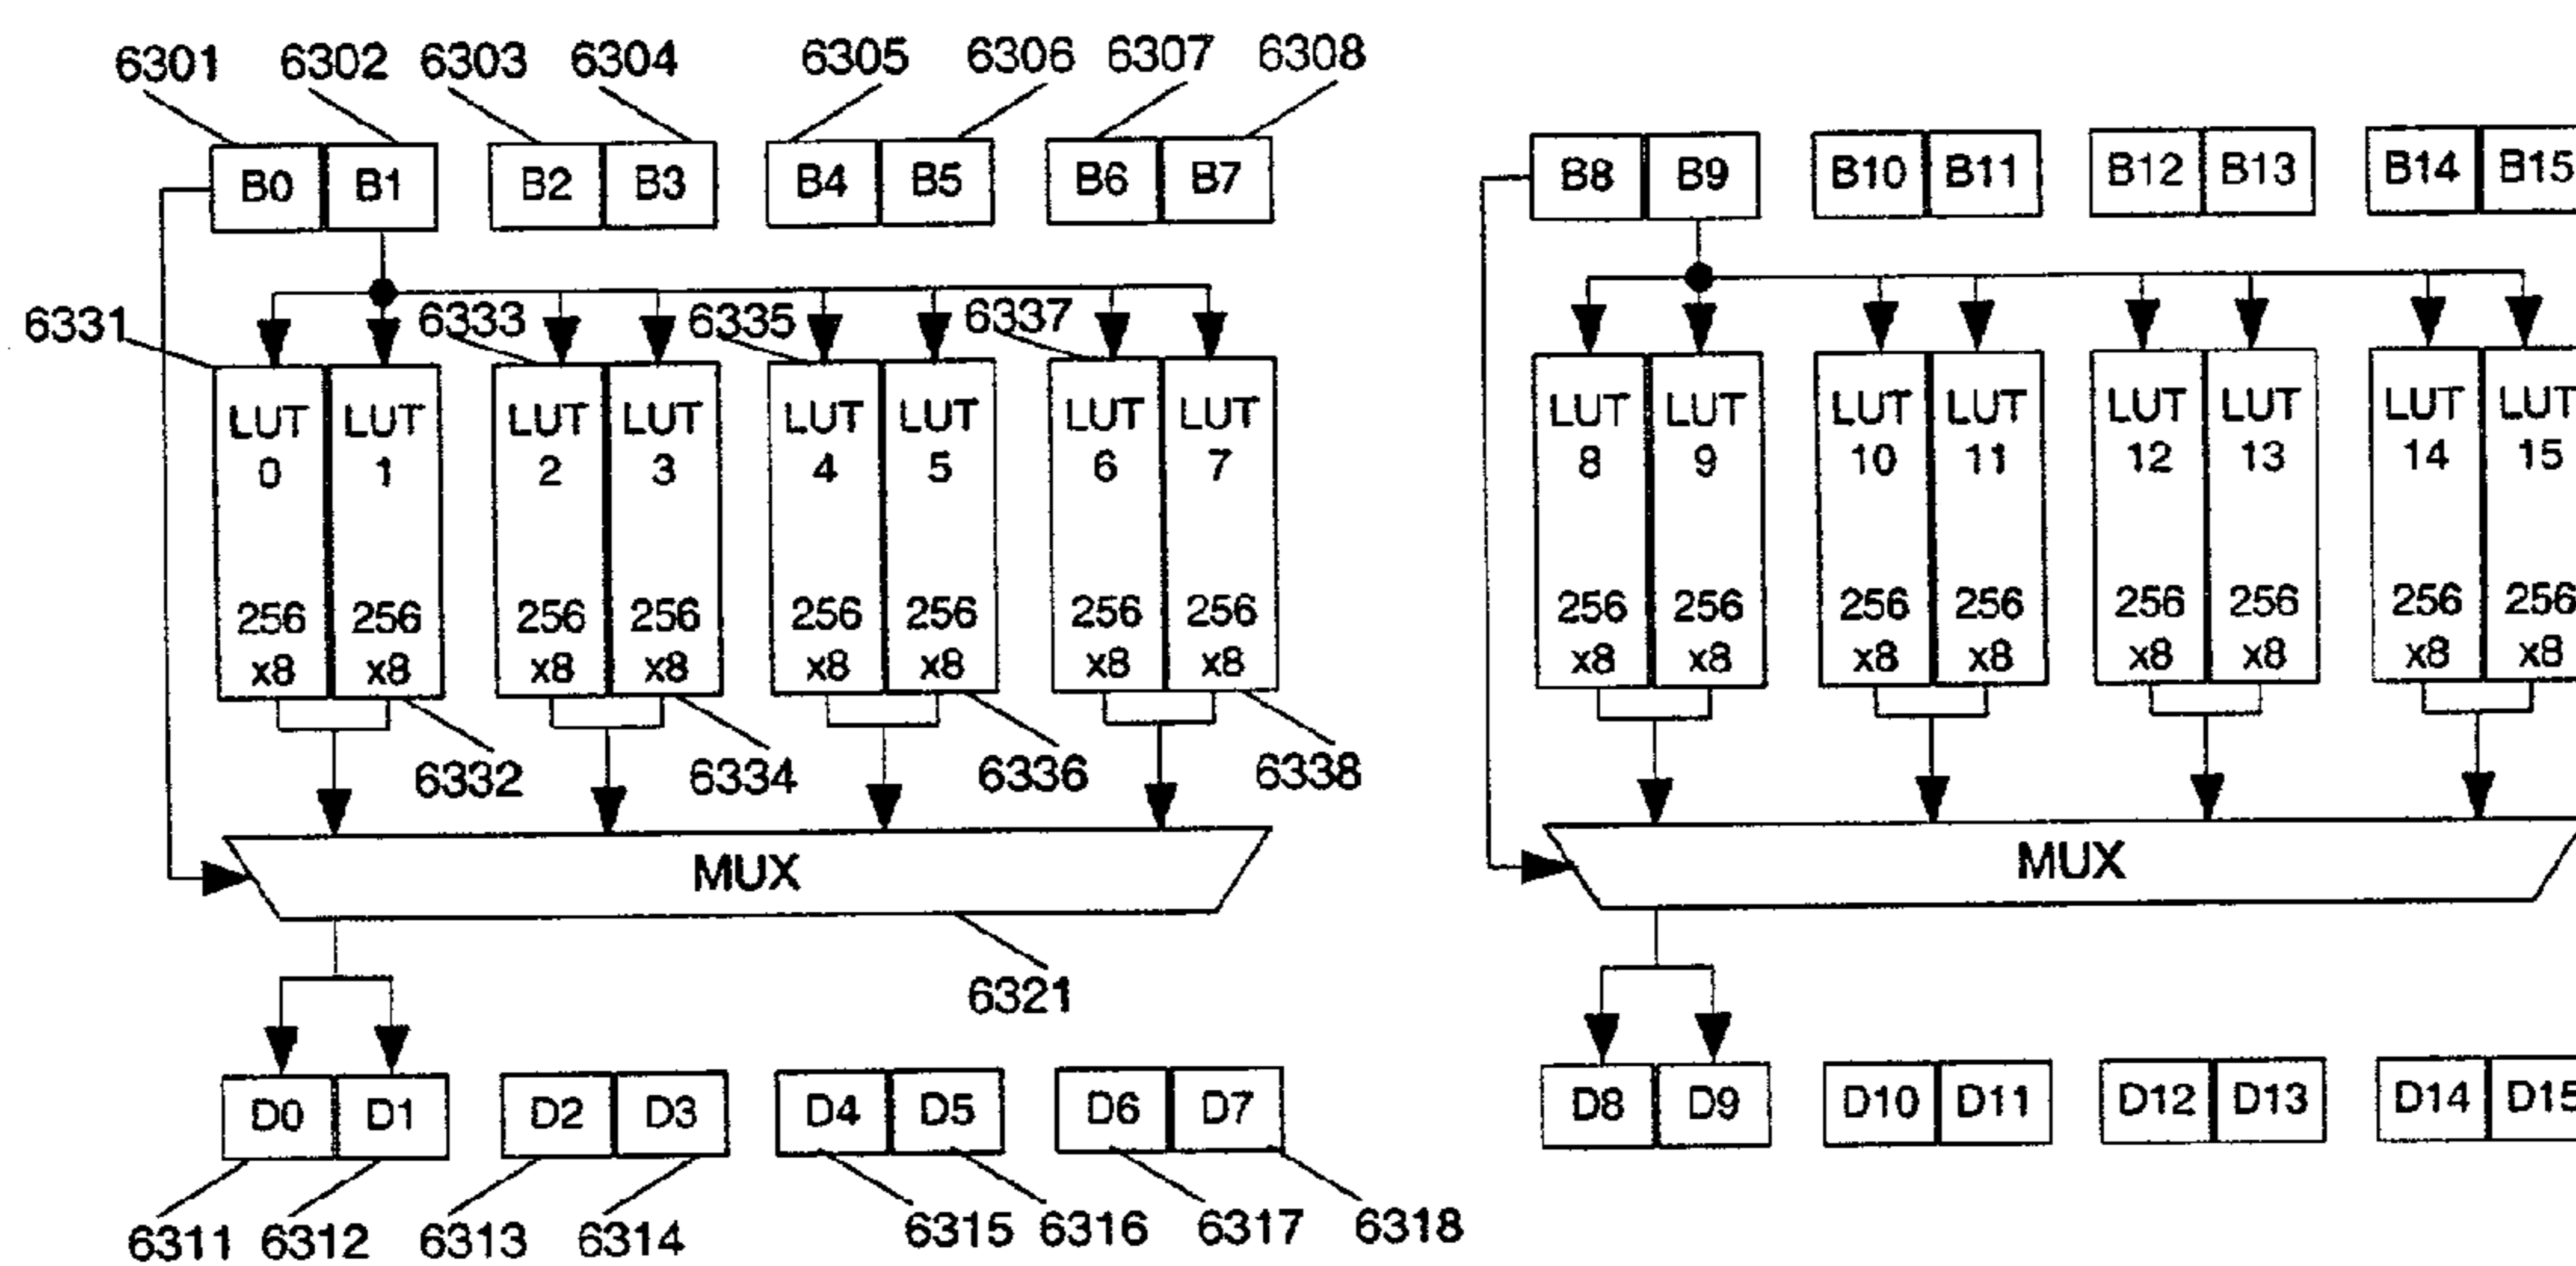 6301 6302 6303 6304 6305 6306 6307 6308
B0 B1 B2 B3 B4 B5 B6 B7 B8 B9 B10 B11 B12 B13 B14 B15
6331 6333 6335 6337
LUT LUT LUT LUT LUT LUT LUT LUT LUT LUT LUT LUT LUT LUT LUT LUT
0 1 2 3 4 5 6 7 8 9 10 11 12 13 14 15
256 256 256 256 256 256 256 256 256 256 256 256 256 256 256 256
x8 x8 x8 x8 x8 x8 x8 x8 x8 x8 x8 x8 x8 x8 x8 x8
6332 6334 6336 6338
MUX MUX
6321
D0 D1 D2 D3 D4 D5 D6 D7 D8 D9 D10 D11 D12 D13 D14 D15
6311 6312 6313 6314 6315 6316 6317 6318